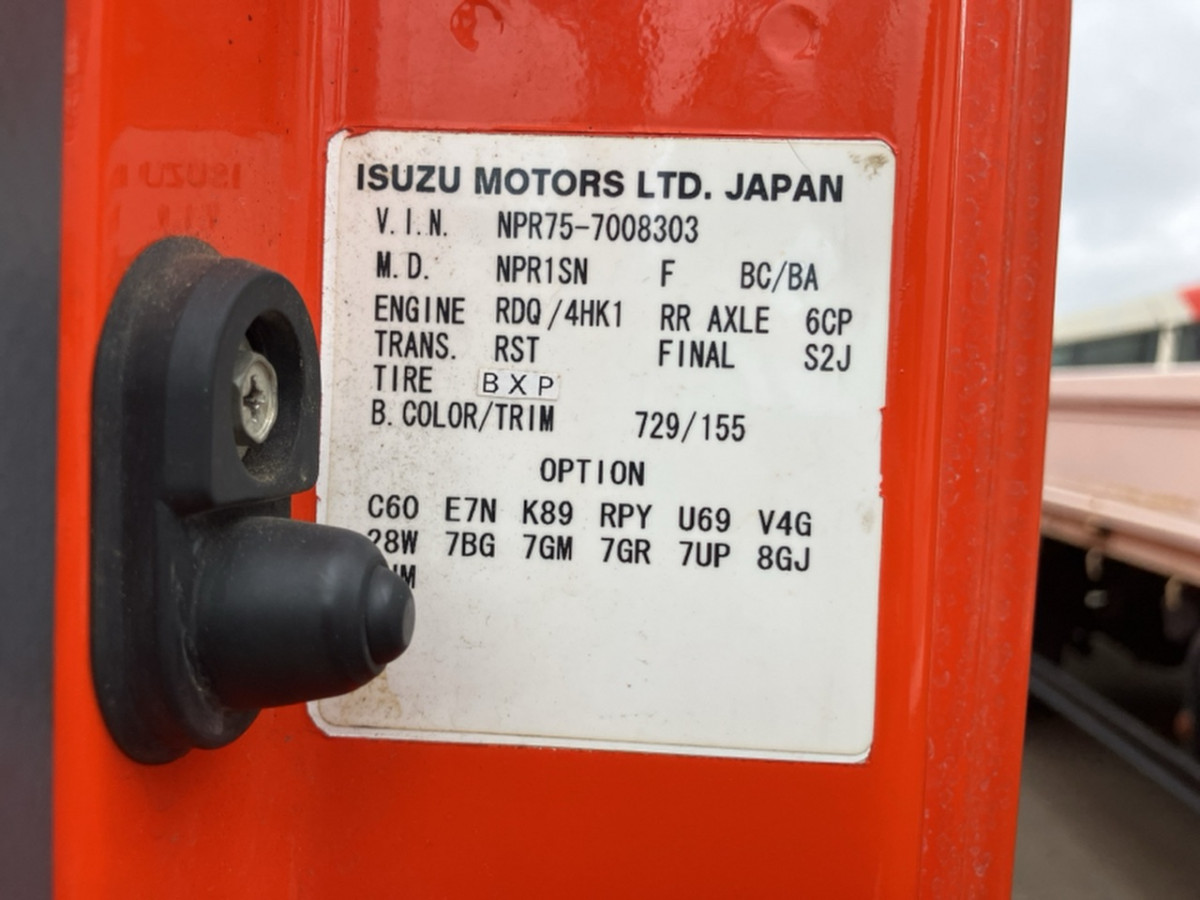 ISUZU MOTORS LTD. JAPAN
V.I.N. NPR75-7008303
M.D. NPR1SN F BC/BA
ENGINE RDQ/4HK1 RR AXLE 6CP
TRANS. RST FINAL S2J
TIRE BXP
B.COLOR/TRIM 729/155
OPTION
C60 E7N K89 RPY U69 V4G
28W 7BG 7GM 7GR 7UP 8GJ